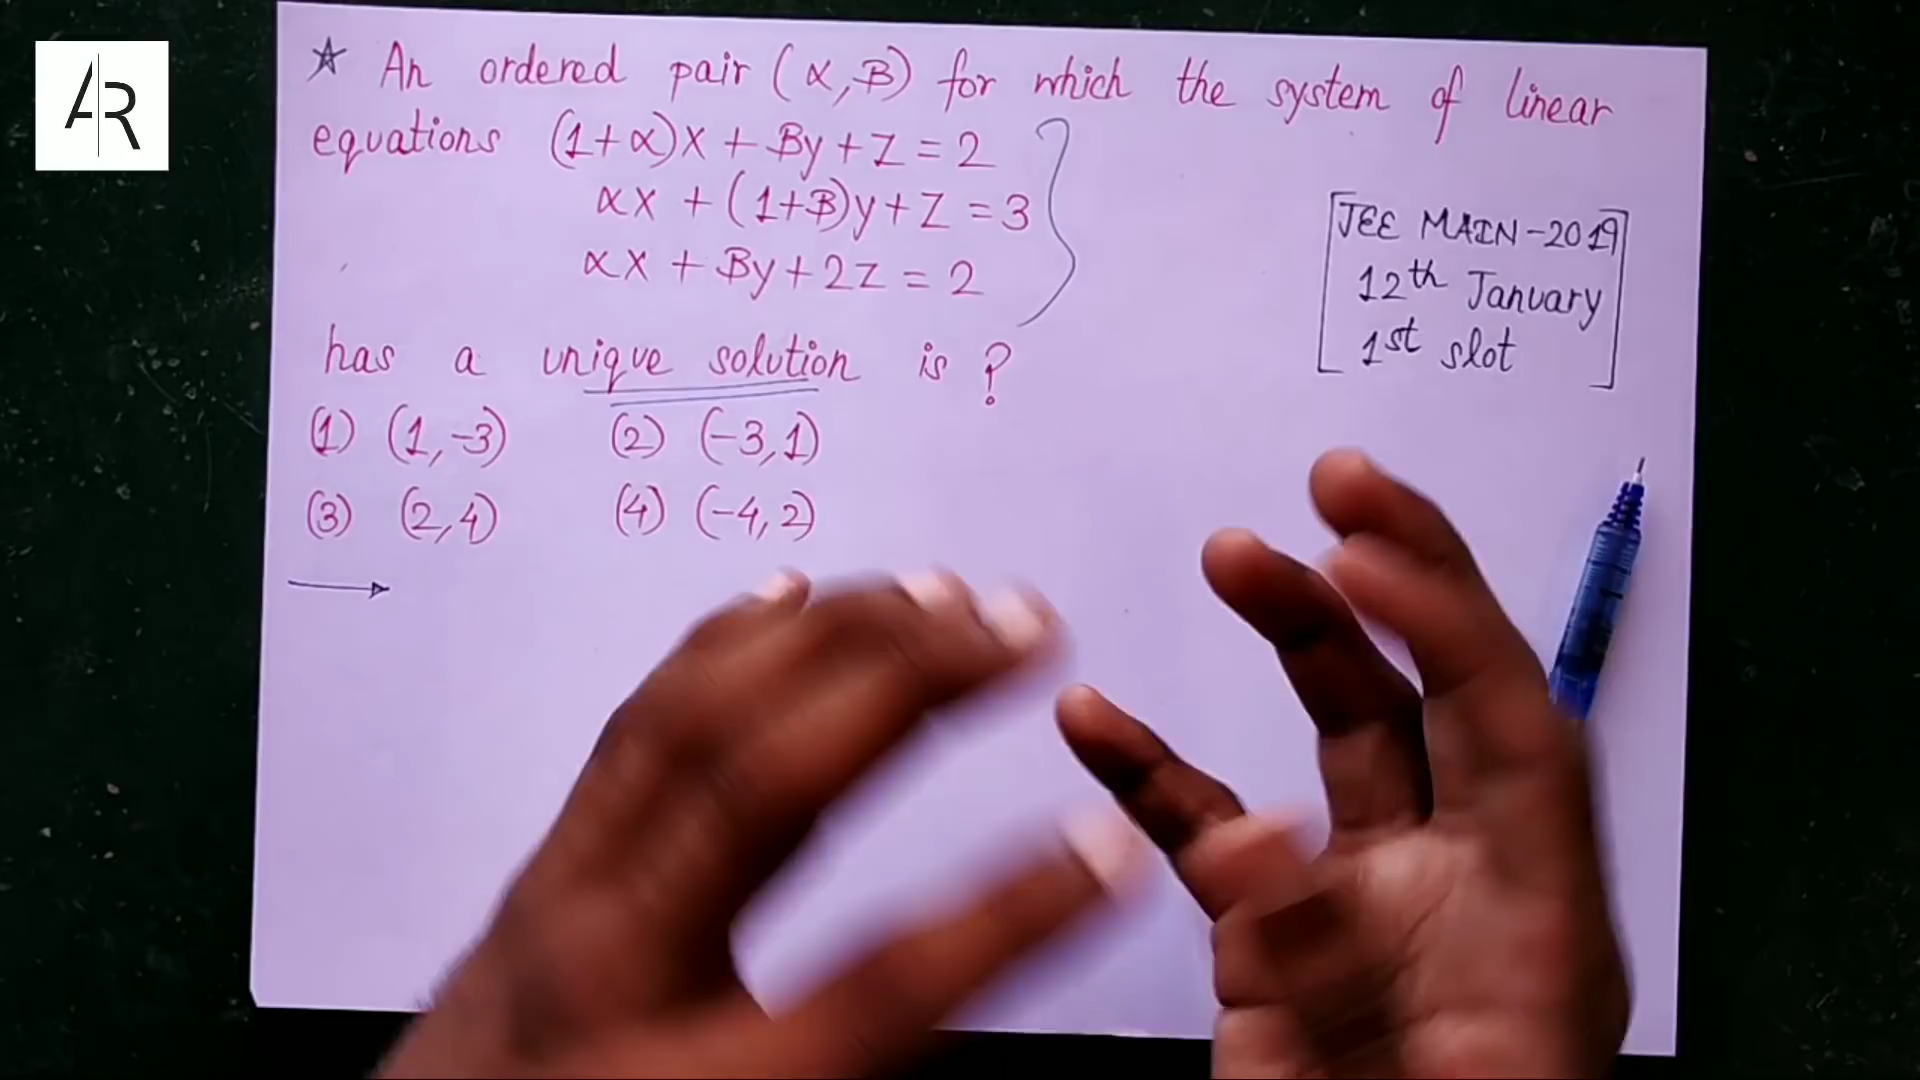 AR
☆ An ordered pair (α,B) for which the system of linear
equations (1+α)x + By + z = 2
αx + (1+B)y + z = 3
αx + By + 2z = 2
has a unique solution is ?
(1) (1,-3) (2) (-3,1)
(3) (2,4) (4) (-4,2)
[JEE MAIN-2019
12th January
1st slot]